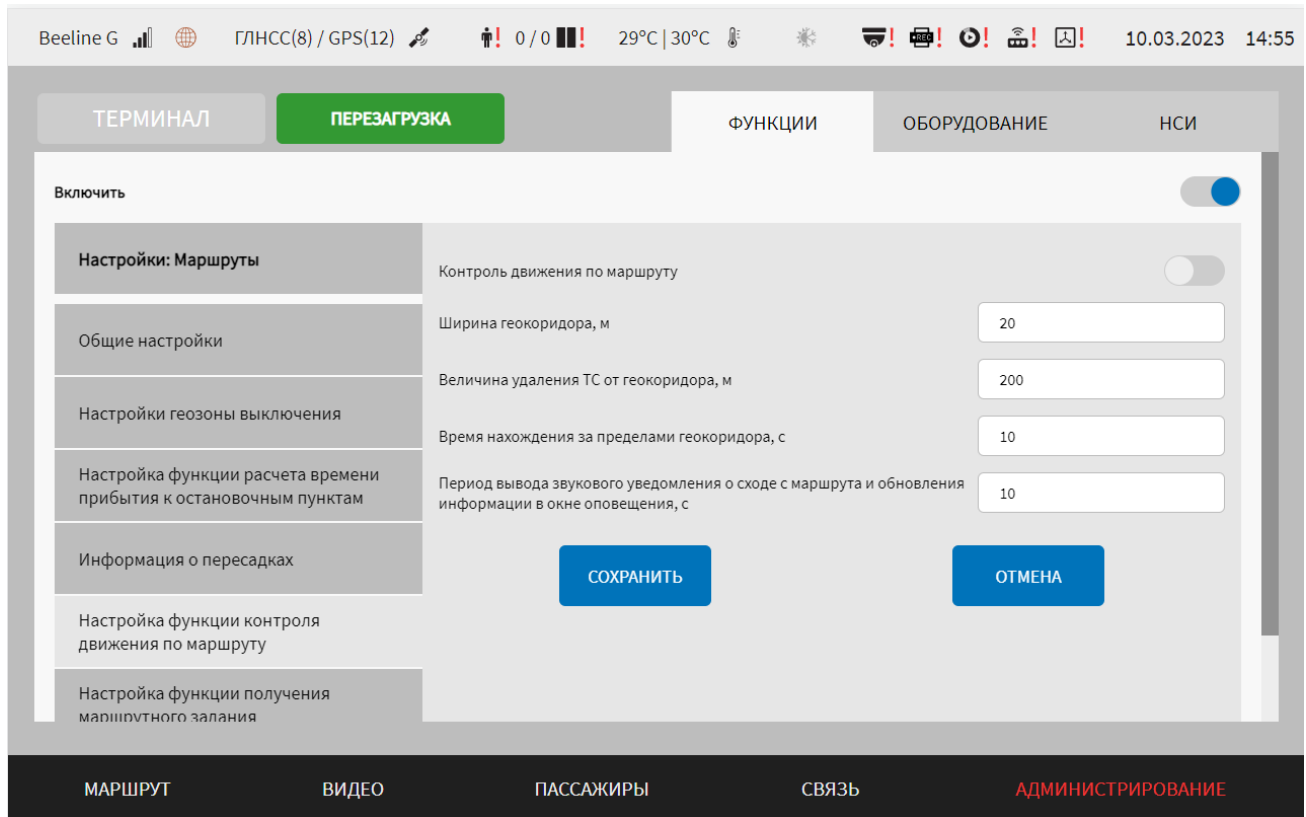 Beeline G ГЛНСС(8) / GPS(12) ! 0 / 0 ! 29°C | 30°C ! ! ! ! ! 10.03.2023 14:55
ТЕРМИНАЛ ПЕРЕЗАГРУЗКА ФУНКЦИИ ОБОРУДОВАНИЕ НСИ
Включить
Настройки: Маршруты
Общие настройки
Настройки геозоны выключения
Настройка функции расчета времени
прибытия к остановочным пунктам
Информация о пересадках
Настройка функции контроля
движения по маршруту
Настройка функции получения
маршрутного задания
Контроль движения по маршруту
Ширина геокоридора, м 20
Величина удаления ТС от геокоридора, м 200
Время нахождения за пределами геокоридора, с 10
Период вывода звукового уведомления о сходе с маршрута и обновления
информации в окне оповещения, с 10
СОХРАНИТЬ ОТМЕНА
МАРШРУТ ВИДЕО ПАССАЖИРЫ СВЯЗЬ АДМИНИСТРИРОВАНИЕ